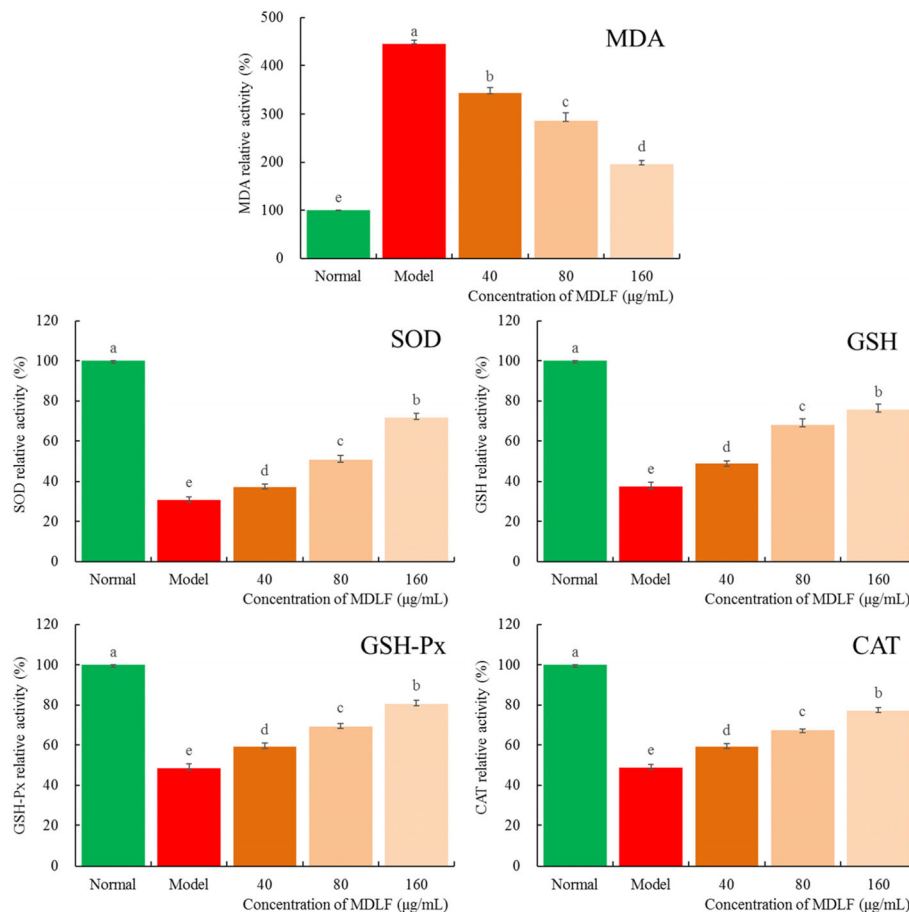 MDA
MDA relative activity (%)
500
400
300
200
100
0
e
a
b
c
d
Normal Model 40 80 160
Concentration of MDLF (μg/mL)
SOD
SOD relative activity (%)
120
100
80
60
40
20
0
a
e
d
c
b
Normal Model 40 80 160
Concentration of MDLF (μg/mL)
GSH
GSH relative activity (%)
120
100
80
60
40
20
0
a
e
d
c
b
Normal Model 40 80 160
Concentration of MDLF (μg/mL)
GSH-Px
GSH-Px relative activity (%)
120
100
80
60
40
20
0
a
e
d
c
b
Normal Model 40 80 160
Concentration of MDLF (μg/mL)
CAT
CAT relative activity (%)
120
100
80
60
40
20
0
a
e
d
c
b
Normal Model 40 80 160
Concentration of MDLF (μg/mL)